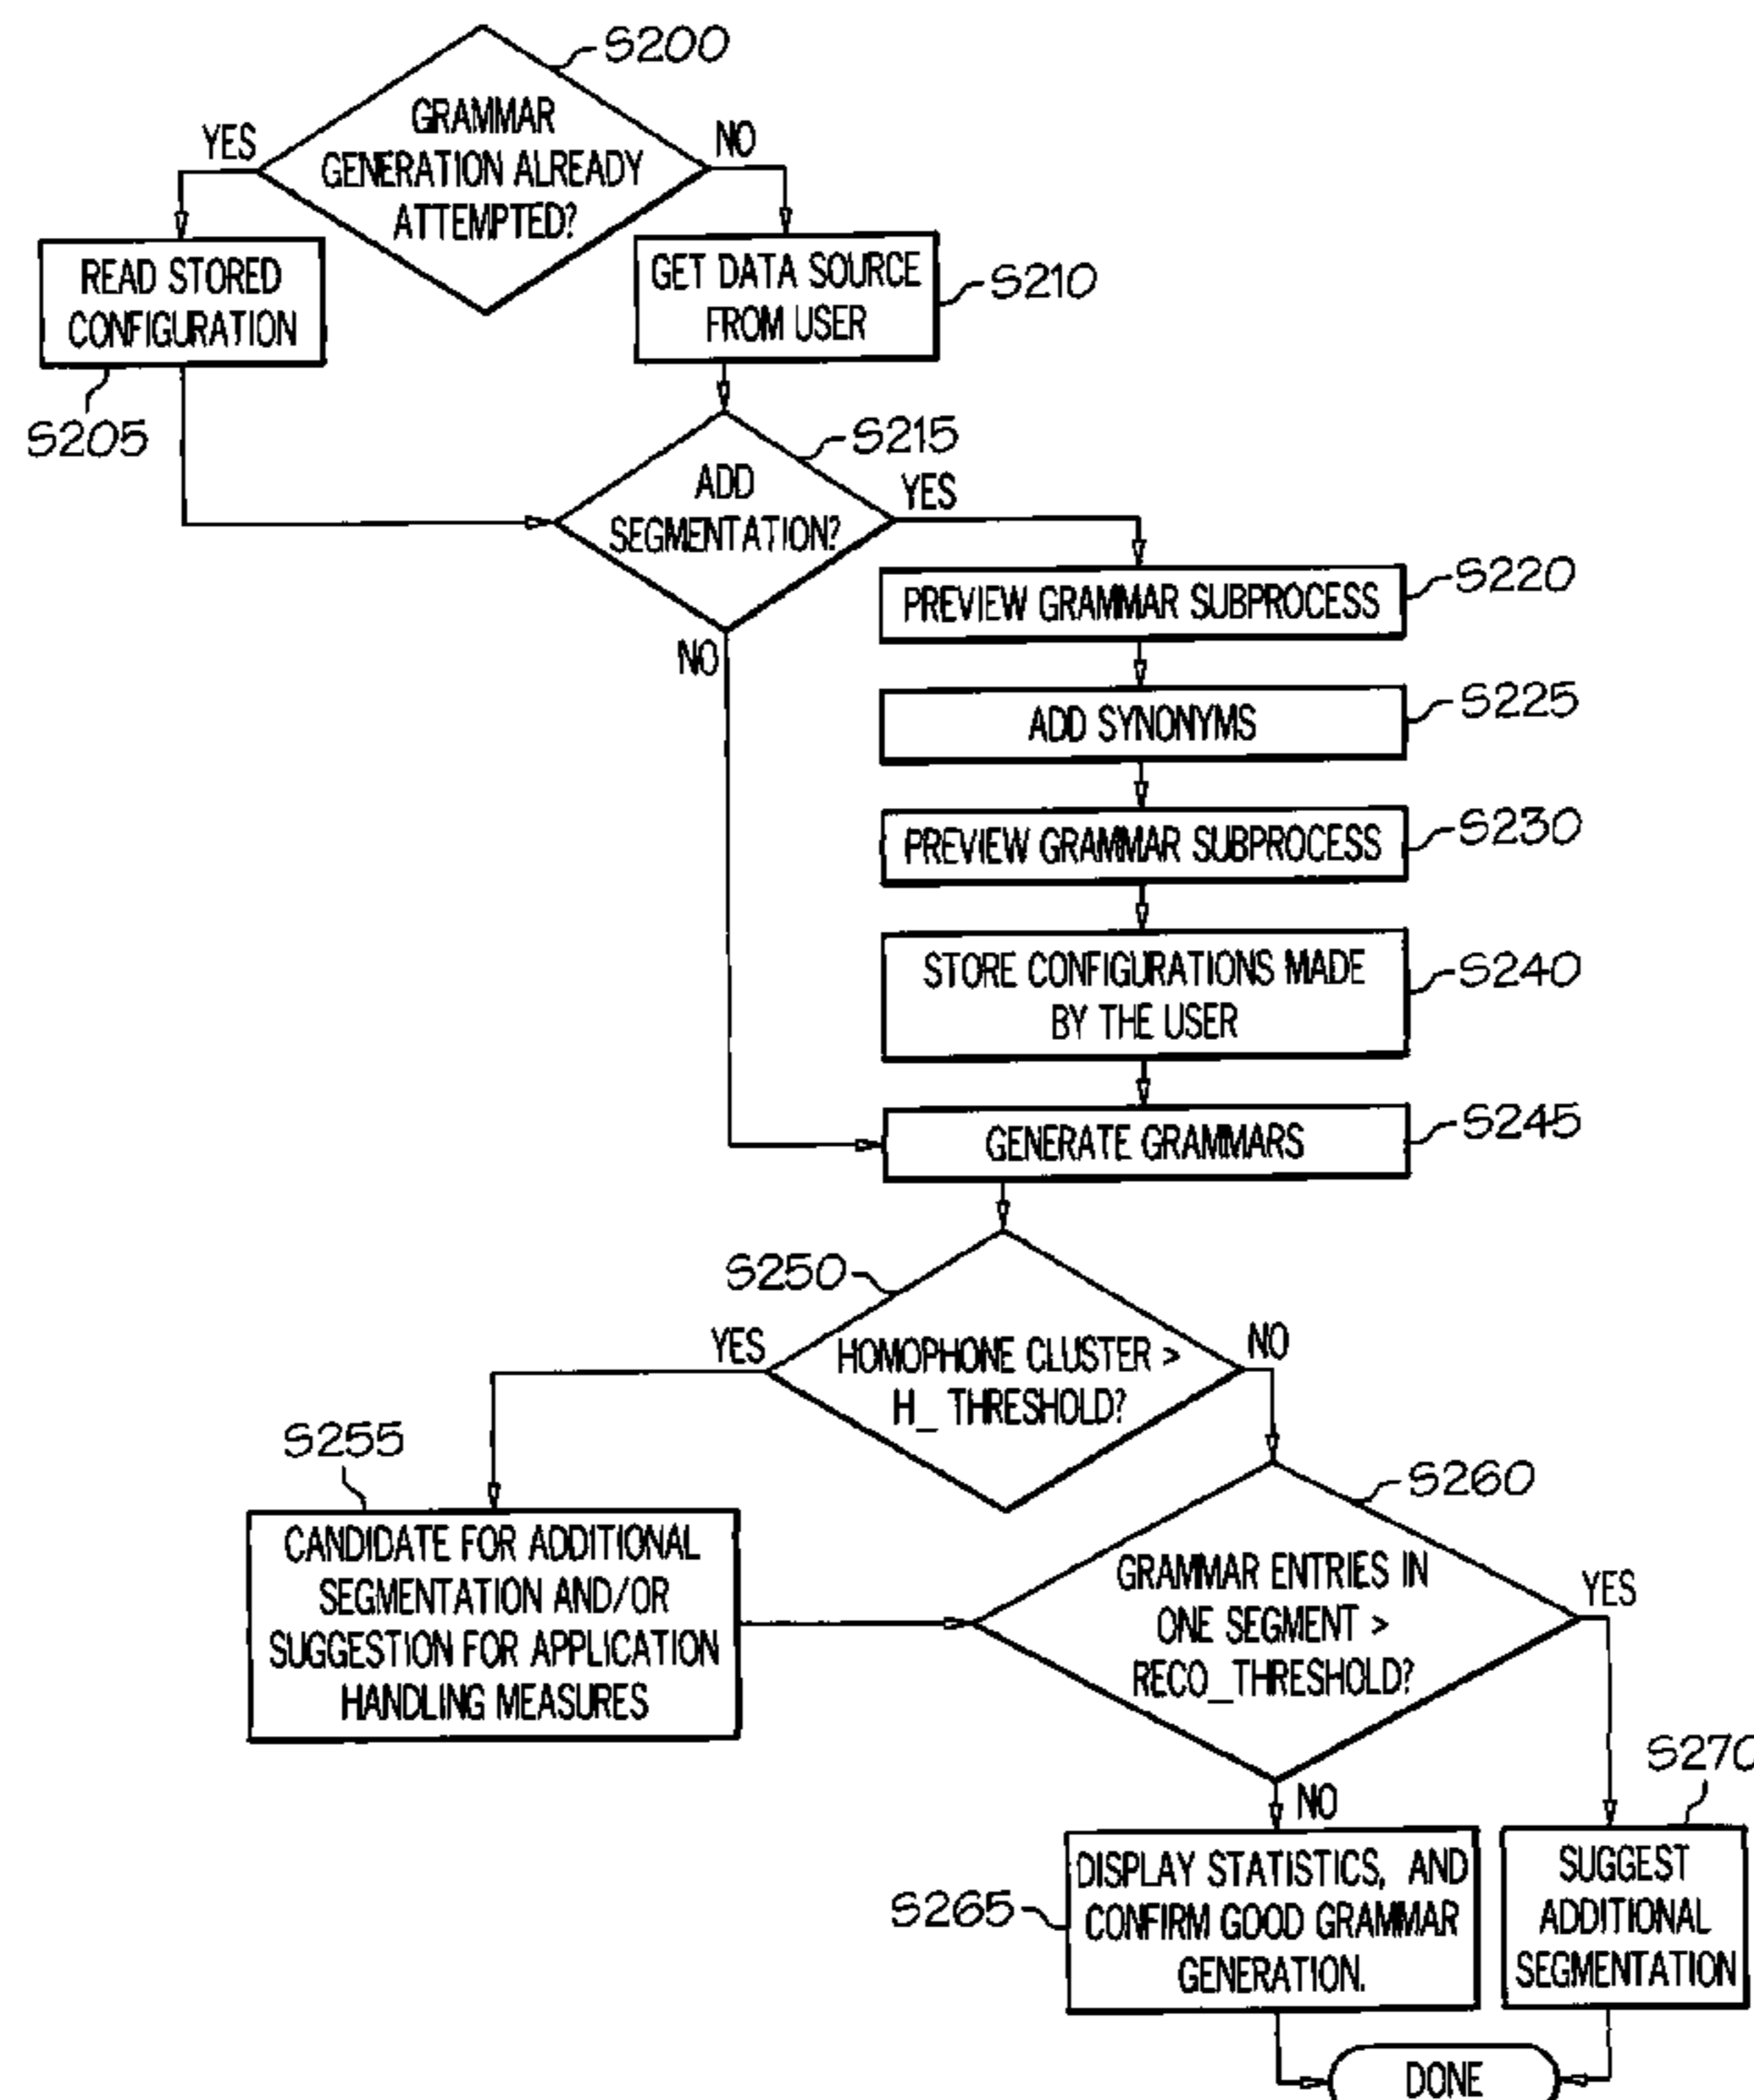 S200
GRAMMAR
GENERATION ALREADY
ATTEMPTED?
YES
NO
READ STORED
CONFIGURATION
S205
GET DATA SOURCE
FROM USER
S210
S215
ADD
SEGMENTATION?
YES
NO
PREVIEW GRAMMAR SUBPROCESS
S220
ADD SYNONYMS
S225
PREVIEW GRAMMAR SUBPROCESS
S230
STORE CONFIGURATIONS MADE
BY THE USER
S240
GENERATE GRAMMARS
S245
S250
HOMOPHONE CLUSTER >
H_ THRESHOLD?
YES
NO
S255
CANDIDATE FOR ADDITIONAL
SEGMENTATION AND/OR
SUGGESTION FOR APPLICATION
HANDLING MEASURES
S260
GRAMMAR ENTRIES IN
ONE SEGMENT >
RECO_THRESHOLD?
YES
NO
S265
DISPLAY STATISTICS, AND
CONFIRM GOOD GRAMMAR
GENERATION.
S270
SUGGEST
ADDITIONAL
SEGMENTATION
DONE